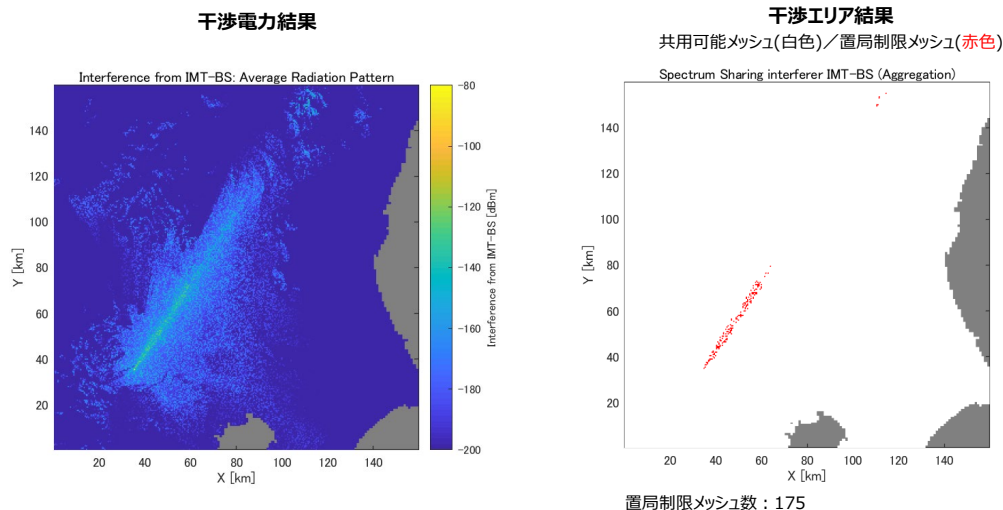 干渉電力結果
Interference from IMT-BS: Average Radiation Pattern
140
120
100
80
60
40
20
Y [km]
20 40 60 80 100 120 140
X [km]
-80
-100
-120
-140
-160
-180
-200
Interference from IMT-BS [dBm]
干渉エリア結果
共用可能メッシュ(白色)／置局制限メッシュ(赤色)
Spectrum Sharing interferer IMT-BS (Aggregation)
140
120
100
80
60
40
20
Y [km]
20 40 60 80 100 120 140
X [km]
置局制限メッシュ数：175